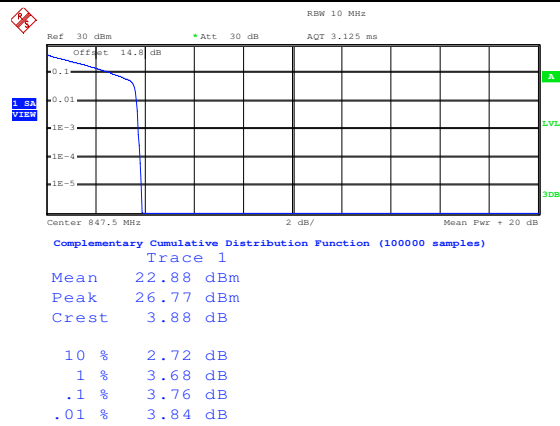 RBW 10 MHz
Ref 30 dBm *Att 30 dB AQT 3.125 ms
Offset 14.8 dB
0.1
A
0.01
1 SA
VIEW
1E-3
LVL
1E-4
1E-5
3DB
Center 847.5 MHz 2 dB/ Mean Pwr + 20 dB
Complementary Cumulative Distribution Function (100000 samples)
Trace 1
Mean 22.88 dBm
Peak 26.77 dBm
Crest 3.88 dB
10 % 2.72 dB
1 % 3.68 dB
.1 % 3.76 dB
.01 % 3.84 dB